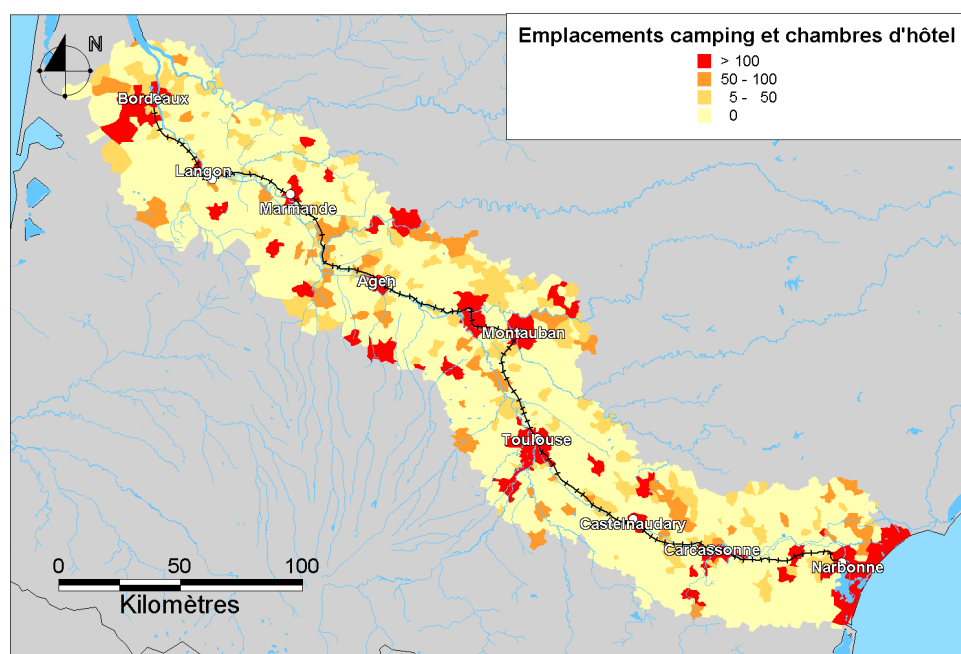 N
Emplacements camping et chambres d'hôtel
> 100
50 - 100
5 - 50
0
Bordeaux
Langon
Marmande
Agen
Montauban
Toulouse
Castelnaudary
Carcassonne
Narbonne
0 50 100
Kilomètres